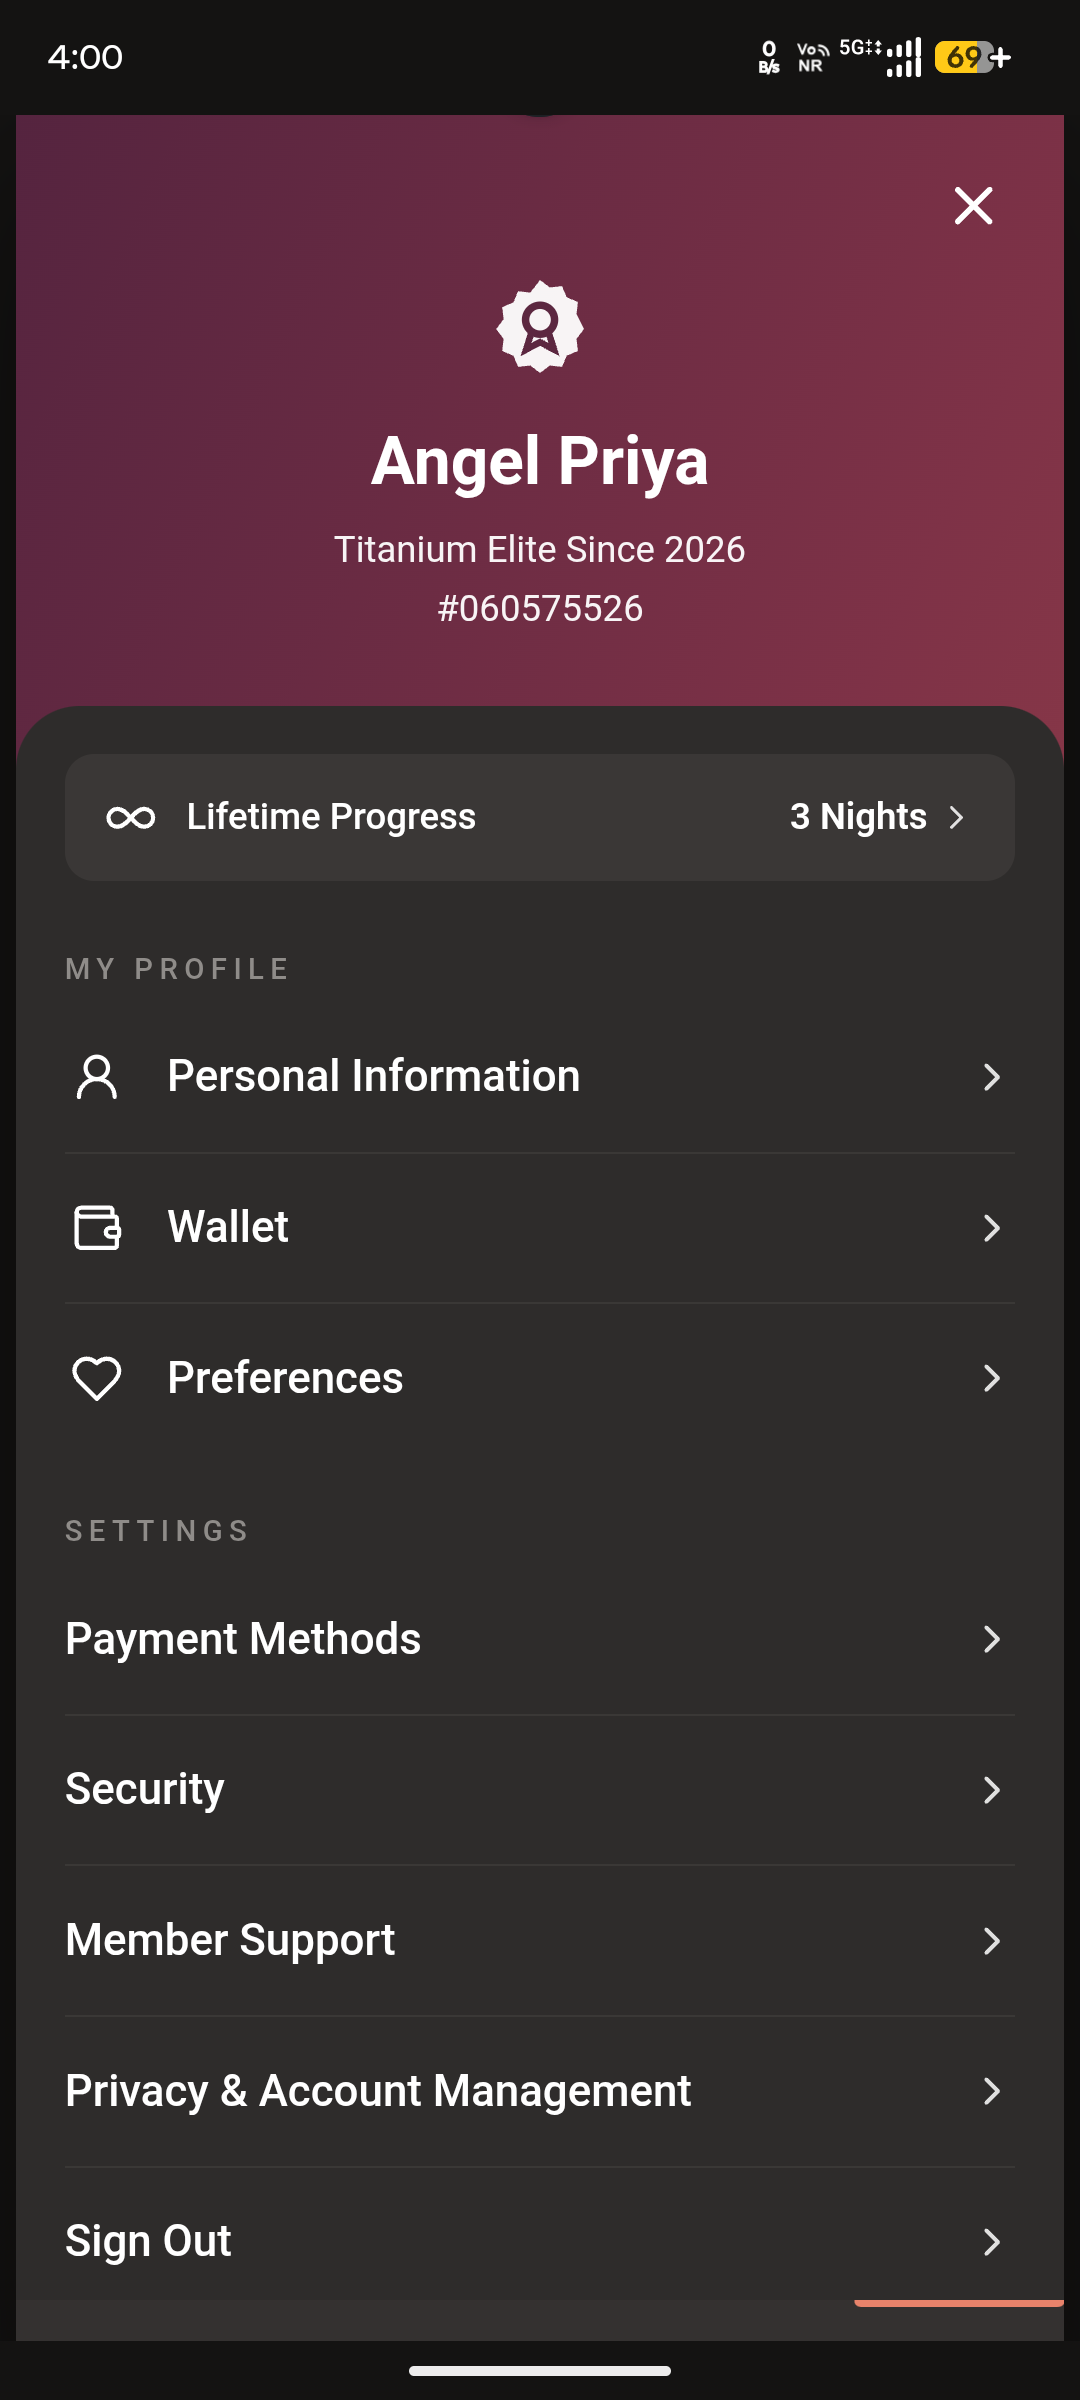 4:00
0 B/s
Vo NR
5G
69
Angel Priya
Titanium Elite Since 2026
#060575526
Lifetime Progress
3 Nights
MY PROFILE
Personal Information
Wallet
Preferences
SETTINGS
Payment Methods
Security
Member Support
Privacy & Account Management
Sign Out